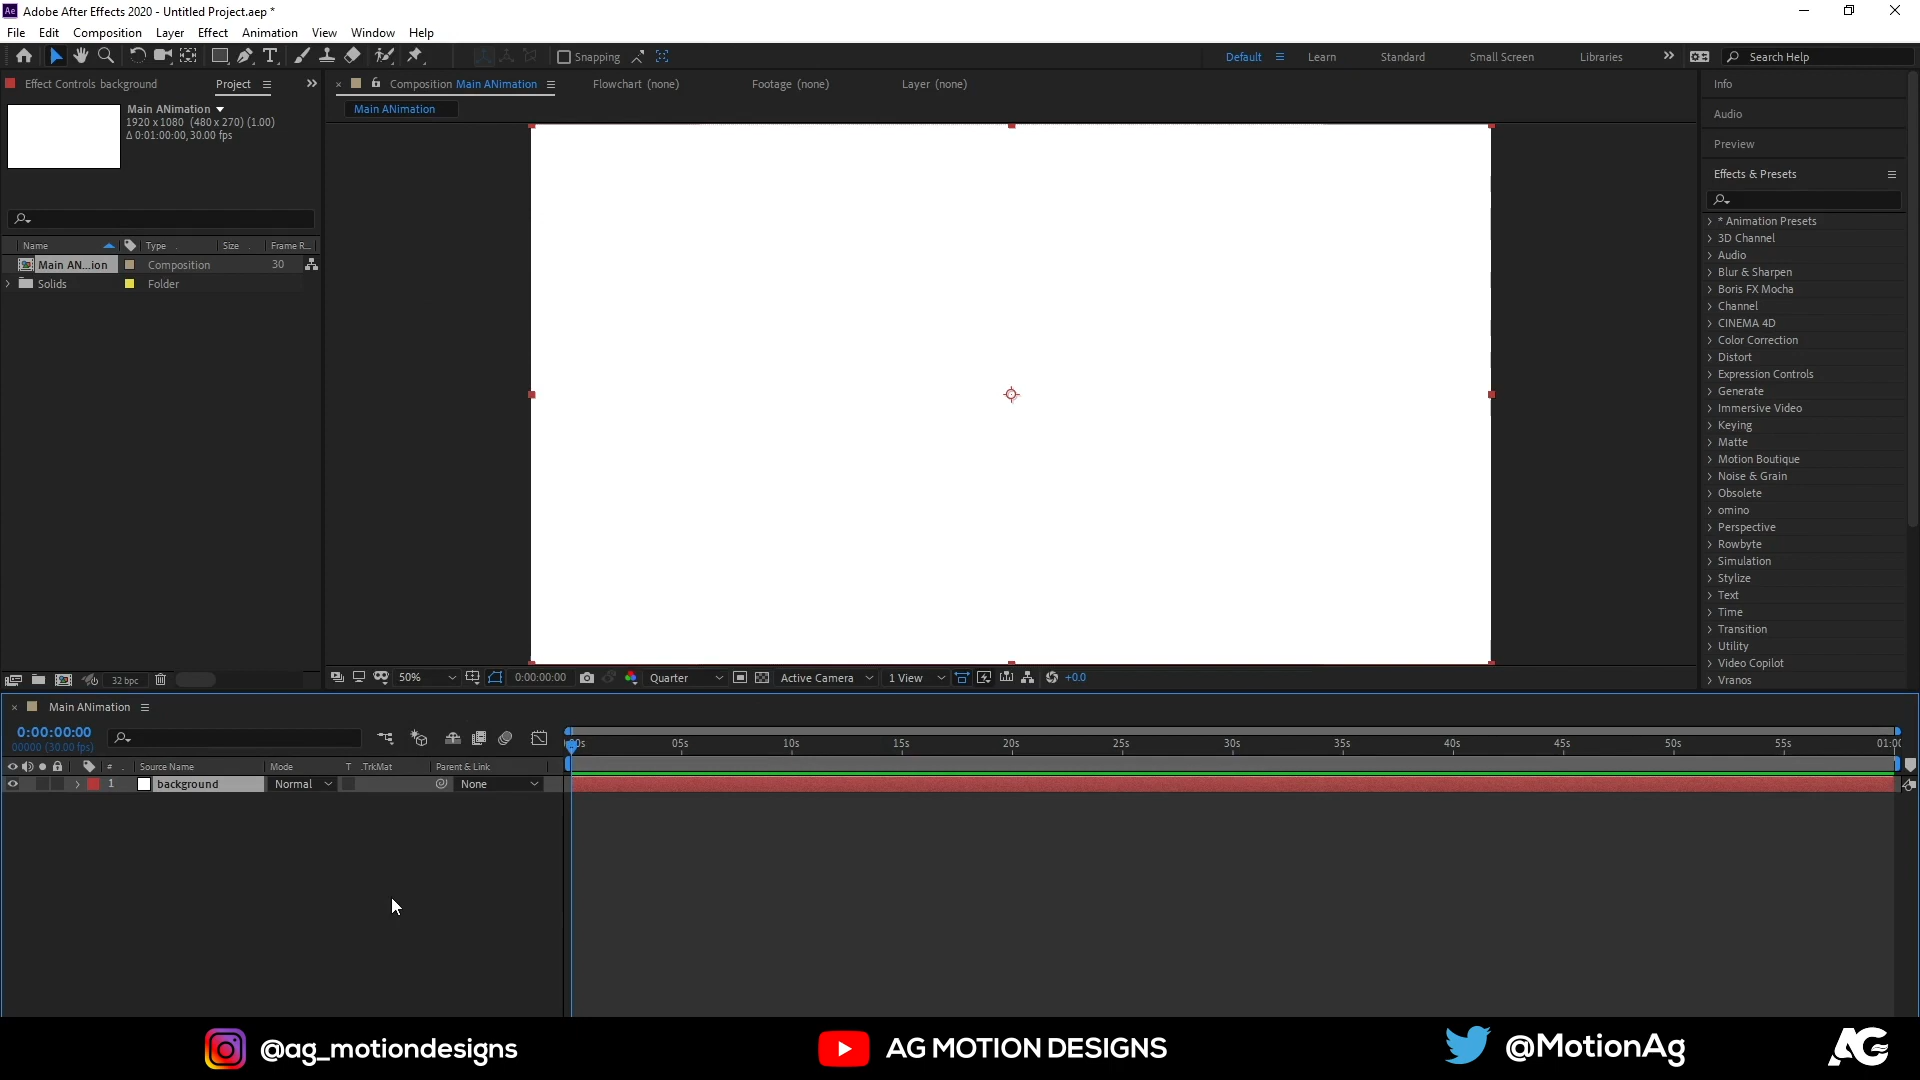 Ae Adobe After Effects 2020 - Untitled Project.aep *
File Edit Composition Layer Effect Animation View Window Help
Snapping Default Learn Standard Small Screen Libraries Search Help
Effect Controls background Project
Composition Main ANimation Flowchart (none) Footage (none) Layer (none)
Main ANimation
Main ANimation
1920 x 1080 (480 x 270) (1.00)
Δ 0:01:00:00, 30.00 fps
Name Type Size Frame R...
Main AN...ion Composition 30
Solids Folder
32 bpc
50% 0:00:00:00 Quarter Active Camera 1 View +0.0
Info
Audio
Preview
Effects & Presets
* Animation Presets
3D Channel
Audio
Blur & Sharpen
Boris FX Mocha
Channel
CINEMA 4D
Color Correction
Distort
Expression Controls
Generate
Immersive Video
Keying
Matte
Motion Boutique
Noise & Grain
Obsolete
omino
Perspective
Rowbyte
Simulation
Stylize
Text
Time
Transition
Utility
Video Copilot
Vranos
Main ANimation
0:00:00:00
00000 (30.00 fps)
05s 10s 15s 20s 25s 30s 35s 40s 45s 50s 55s
# Source Name Mode T .TrkMat Parent & Link
1 background Normal None
@ag_motiondesigns AG MOTION DESIGNS @MotionAg AG